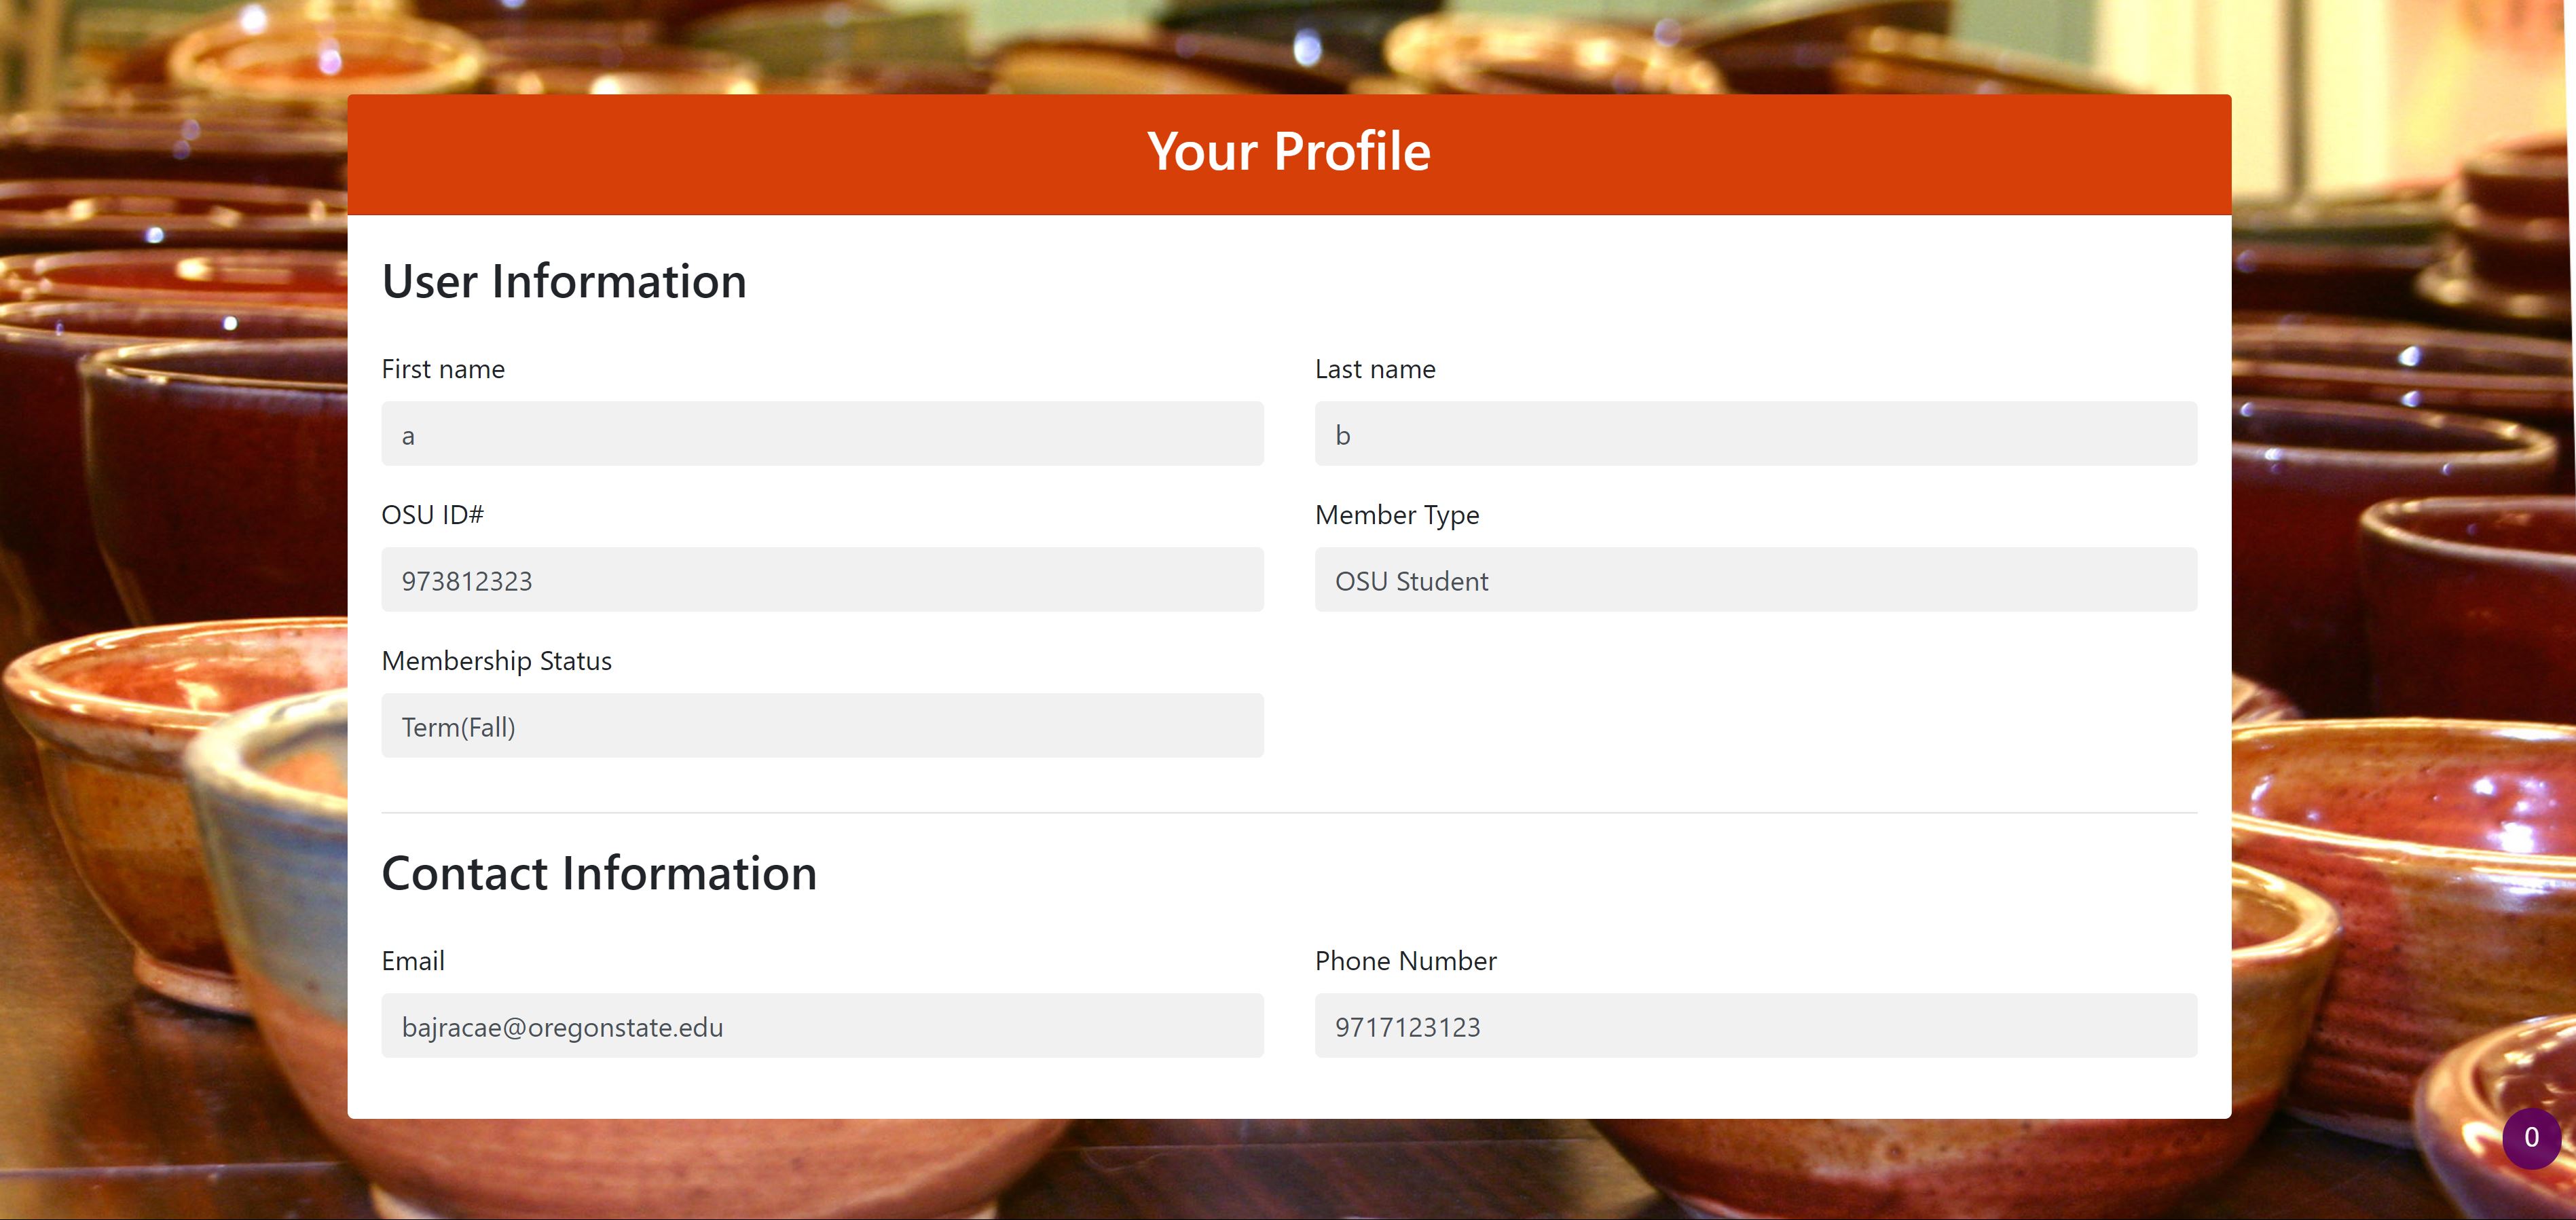 Your Profile
User Information
First name
Last name
a
b
OSU ID#
Member Type
973812323
OSU Student
Membership Status
Term(Fall)
Contact Information
Email
Phone Number
bajracae@oregonstate.edu
9717123123
0